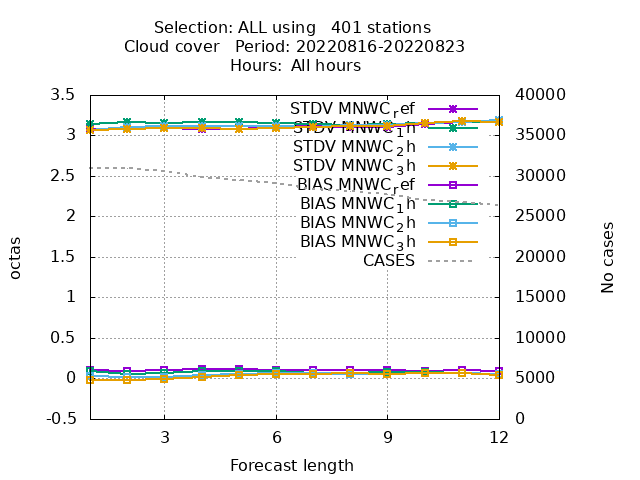 Selection: ALL using   401 stations
Cloud cover   Period: 20220816-20220823
Hours:  All hours
octas
No cases
3.5
3
2.5
2
1.5
1
0.5
0
-0.5
40000
35000
30000
25000
20000
15000
10000
5000
0
STDV MNWC_ref
STDV MNWC_1h
STDV MNWC_2h
STDV MNWC_3h
BIAS MNWC_ref
BIAS MNWC_1h
BIAS MNWC_2h
BIAS MNWC_3h
CASES
3
6
9
12
Forecast length